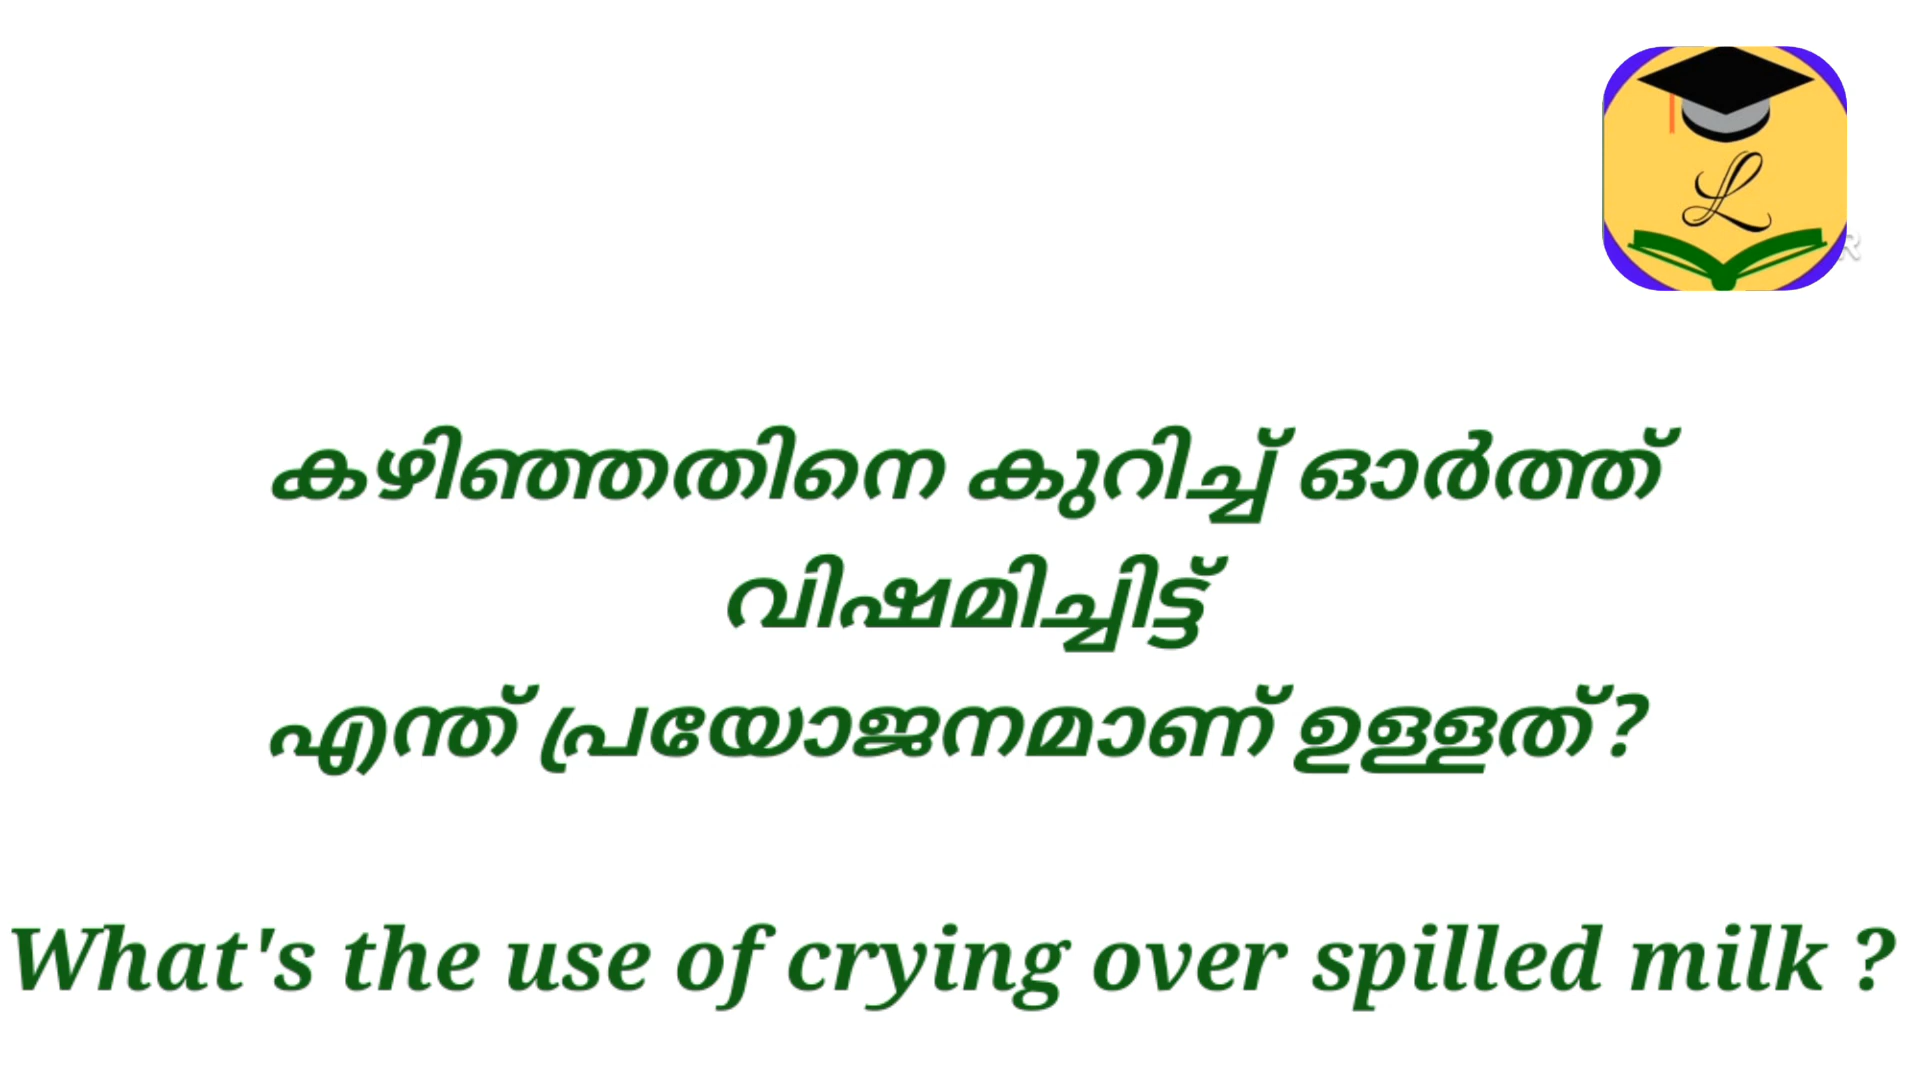 L
കഴിഞ്ഞതിനെ കുറിച്ച് ഓർത്ത്
വിഷമിച്ചിട്ട്
എന്ത് പ്രയോജനമാണ് ഉള്ളത്?
What's the use of crying over spilled milk ?